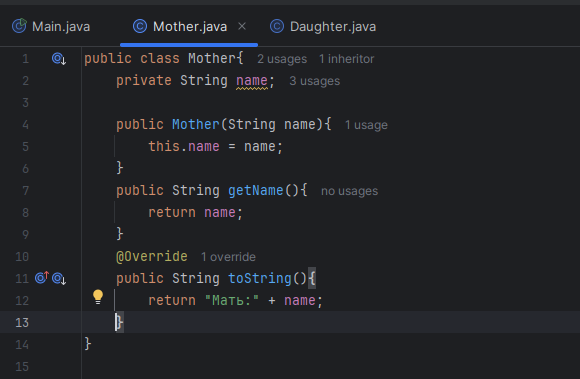 Main.java Mother.java × Daughter.java
1 public class Mother{ 2 usages 1 inheritor
2 private String name; 3 usages
3
4 public Mother(String name){ 1 usage
5 this.name = name;
6 }
7 public String getName(){ no usages
8 return name;
9 }
10 @Override 1 override
11 public String toString(){
12 return "Мать:" + name;
13 }
14 }
15